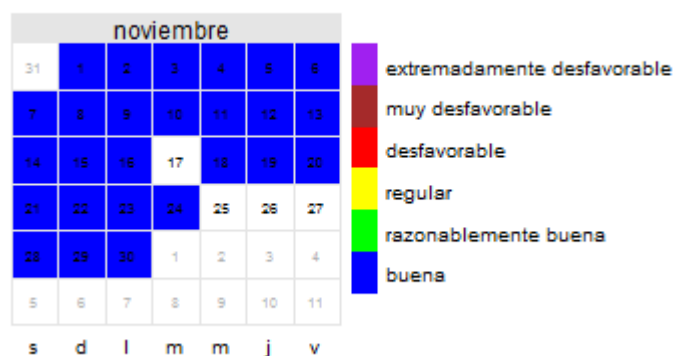 noviembre
31 1 2 3 4 5 6
7 8 9 10 11 12 13
14 15 16 17 18 19 20
21 22 23 24 25 26 27
28 29 30 1 2 3 4
5 6 7 8 9 10 11
s d l m m j v
extremadamente desfavorable
muy desfavorable
desfavorable
regular
razonablemente buena
buena